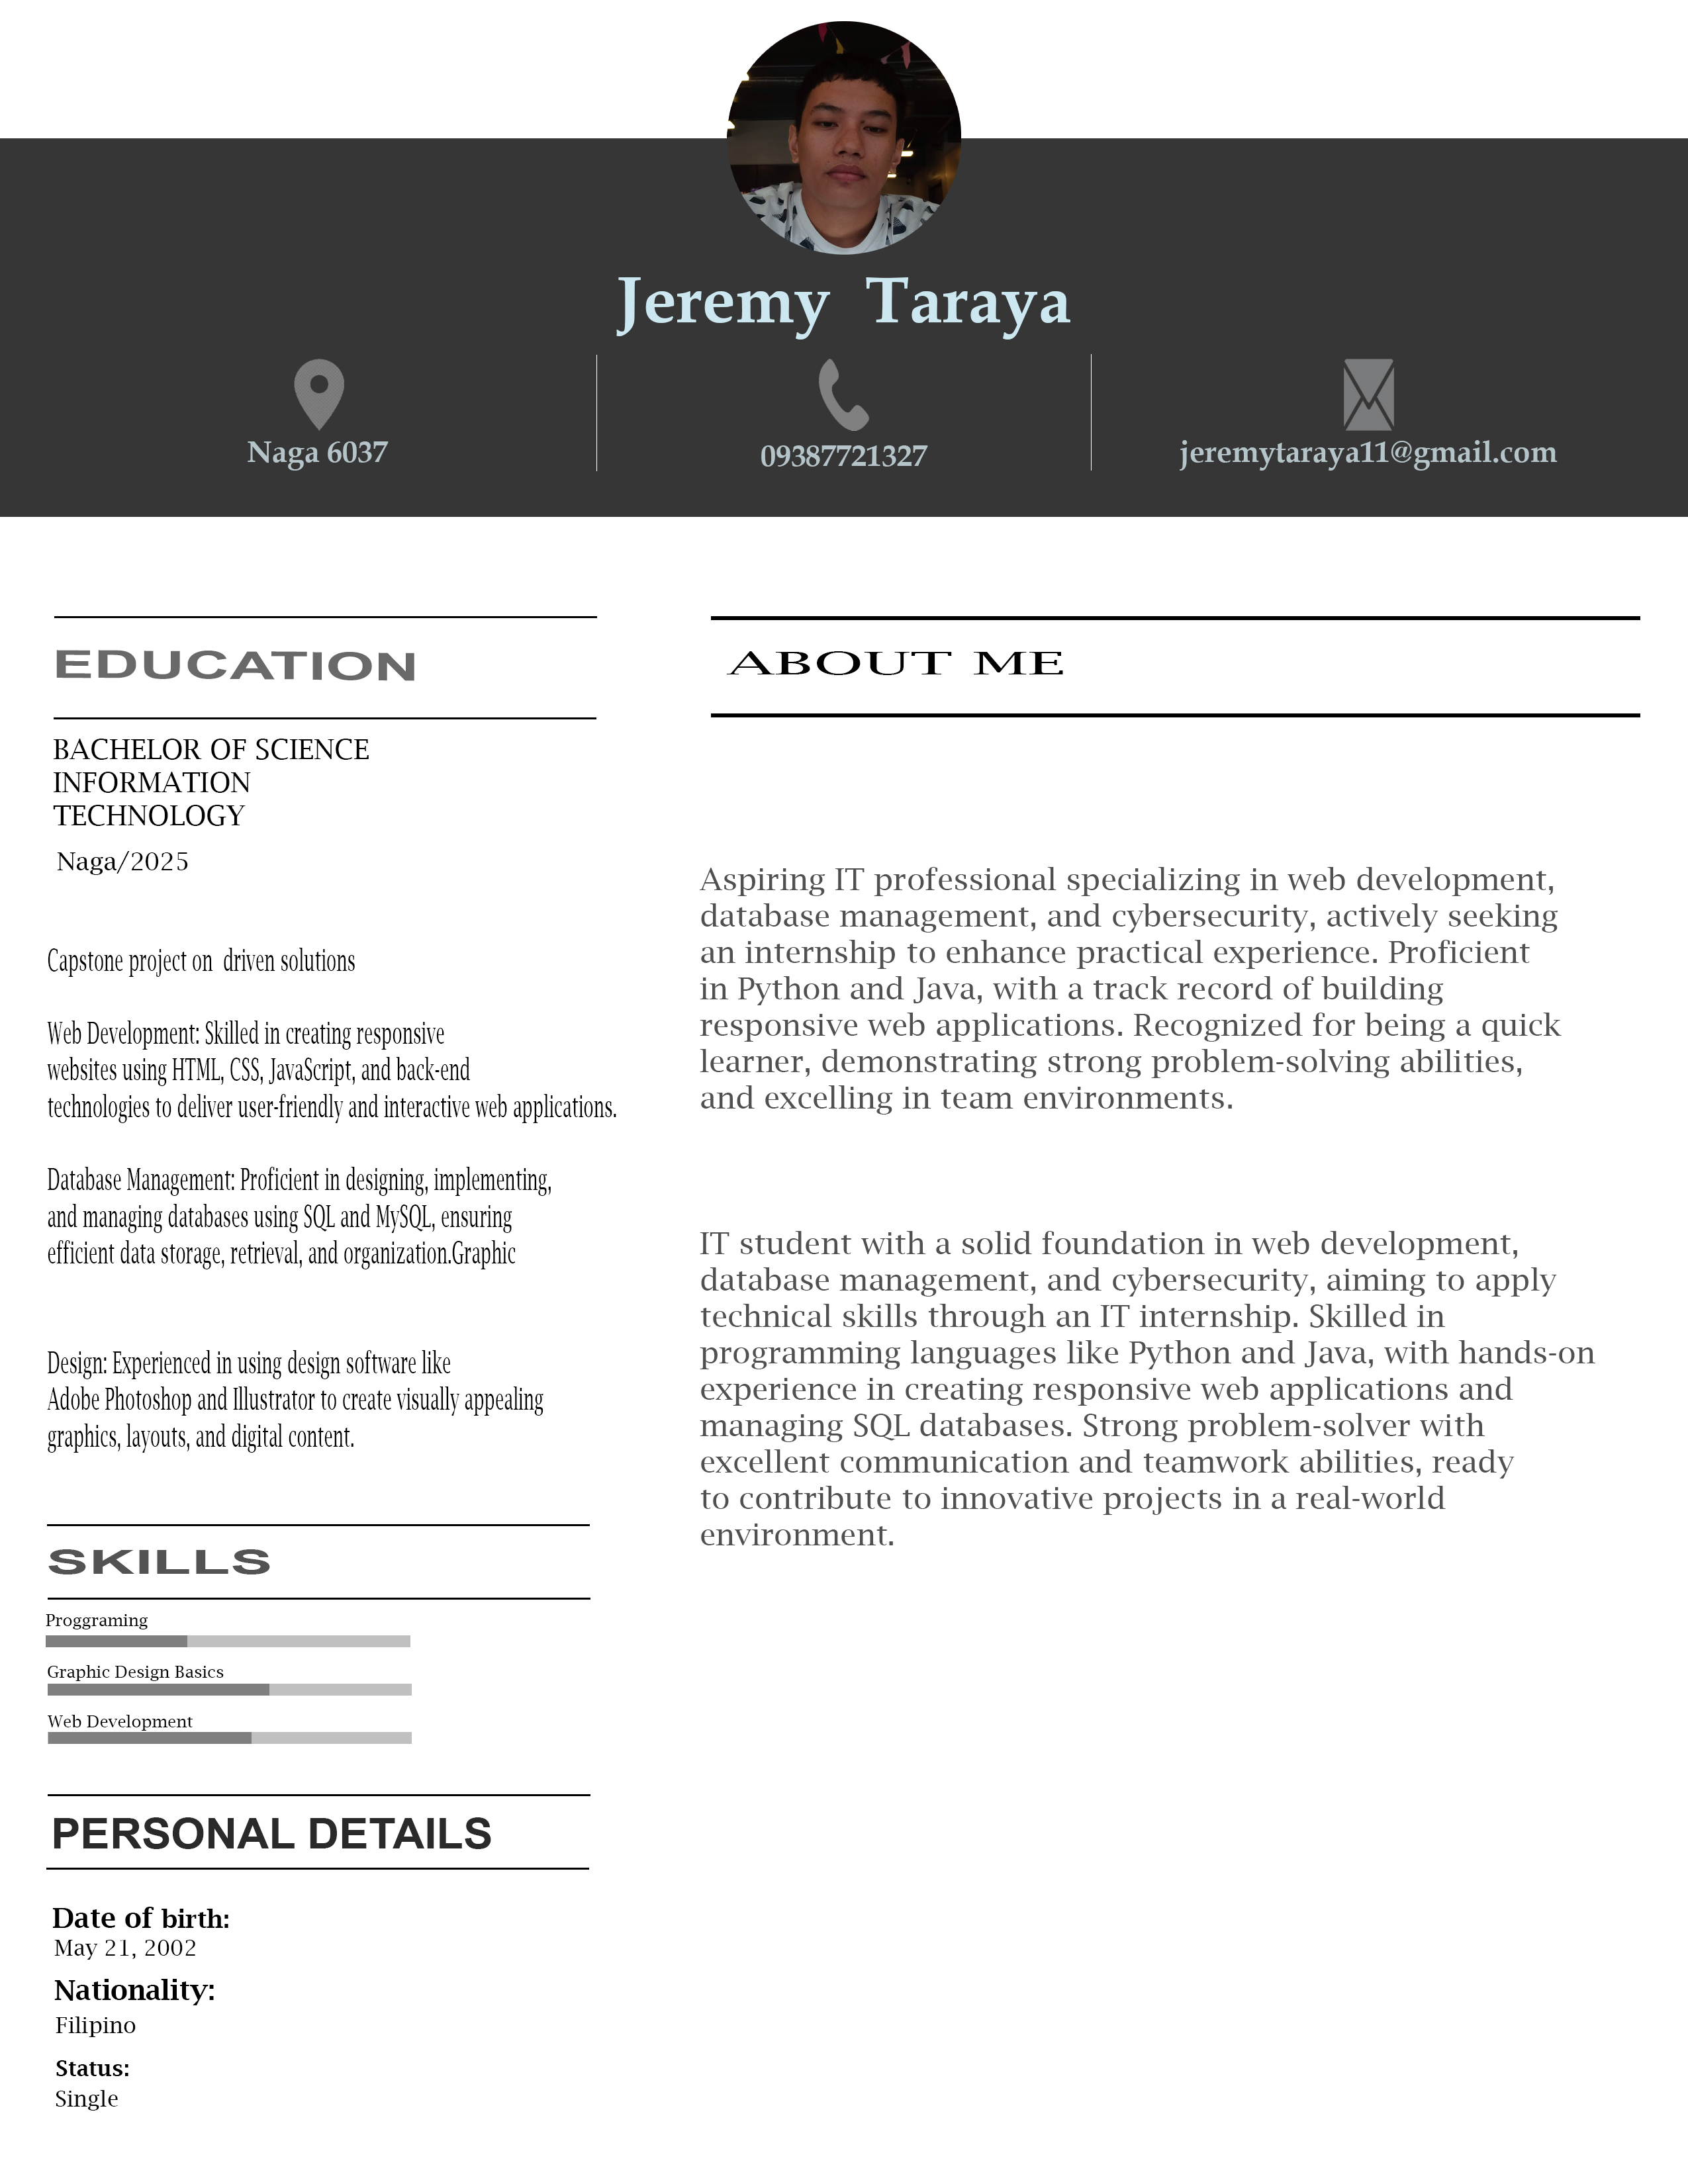 Jeremy Taraya
Naga 6037
09387721327
jeremytaraya11@gmail.com
EDUCATION
BACHELOR OF SCIENCE
INFORMATION
TECHNOLOGY
Naga/2025
Capstone project on driven solutions
Web Development: Skilled in creating responsive
websites using HTML, CSS, JavaScript, and back-end
technologies to deliver user-friendly and interactive web applications.
Database Management: Proficient in designing, implementing,
and managing databases using SQL and MySQL, ensuring
efficient data storage, retrieval, and organization.Graphic
Design: Experienced in using design software like
Adobe Photoshop and Illustrator to create visually appealing
graphics, layouts, and digital content.
SKILLS
Proggraming
Graphic Design Basics
Web Development
PERSONAL DETAILS
Date of birth:
May 21, 2002
Nationality:
Filipino
Status:
Single
ABOUT ME
Aspiring IT professional specializing in web development,
database management, and cybersecurity, actively seeking
an internship to enhance practical experience. Proficient
in Python and Java, with a track record of building
responsive web applications. Recognized for being a quick
learner, demonstrating strong problem-solving abilities,
and excelling in team environments.
IT student with a solid foundation in web development,
database management, and cybersecurity, aiming to apply
technical skills through an IT internship. Skilled in
programming languages like Python and Java, with hands-on
experience in creating responsive web applications and
managing SQL databases. Strong problem-solver with
excellent communication and teamwork abilities, ready
to contribute to innovative projects in a real-world
environment.